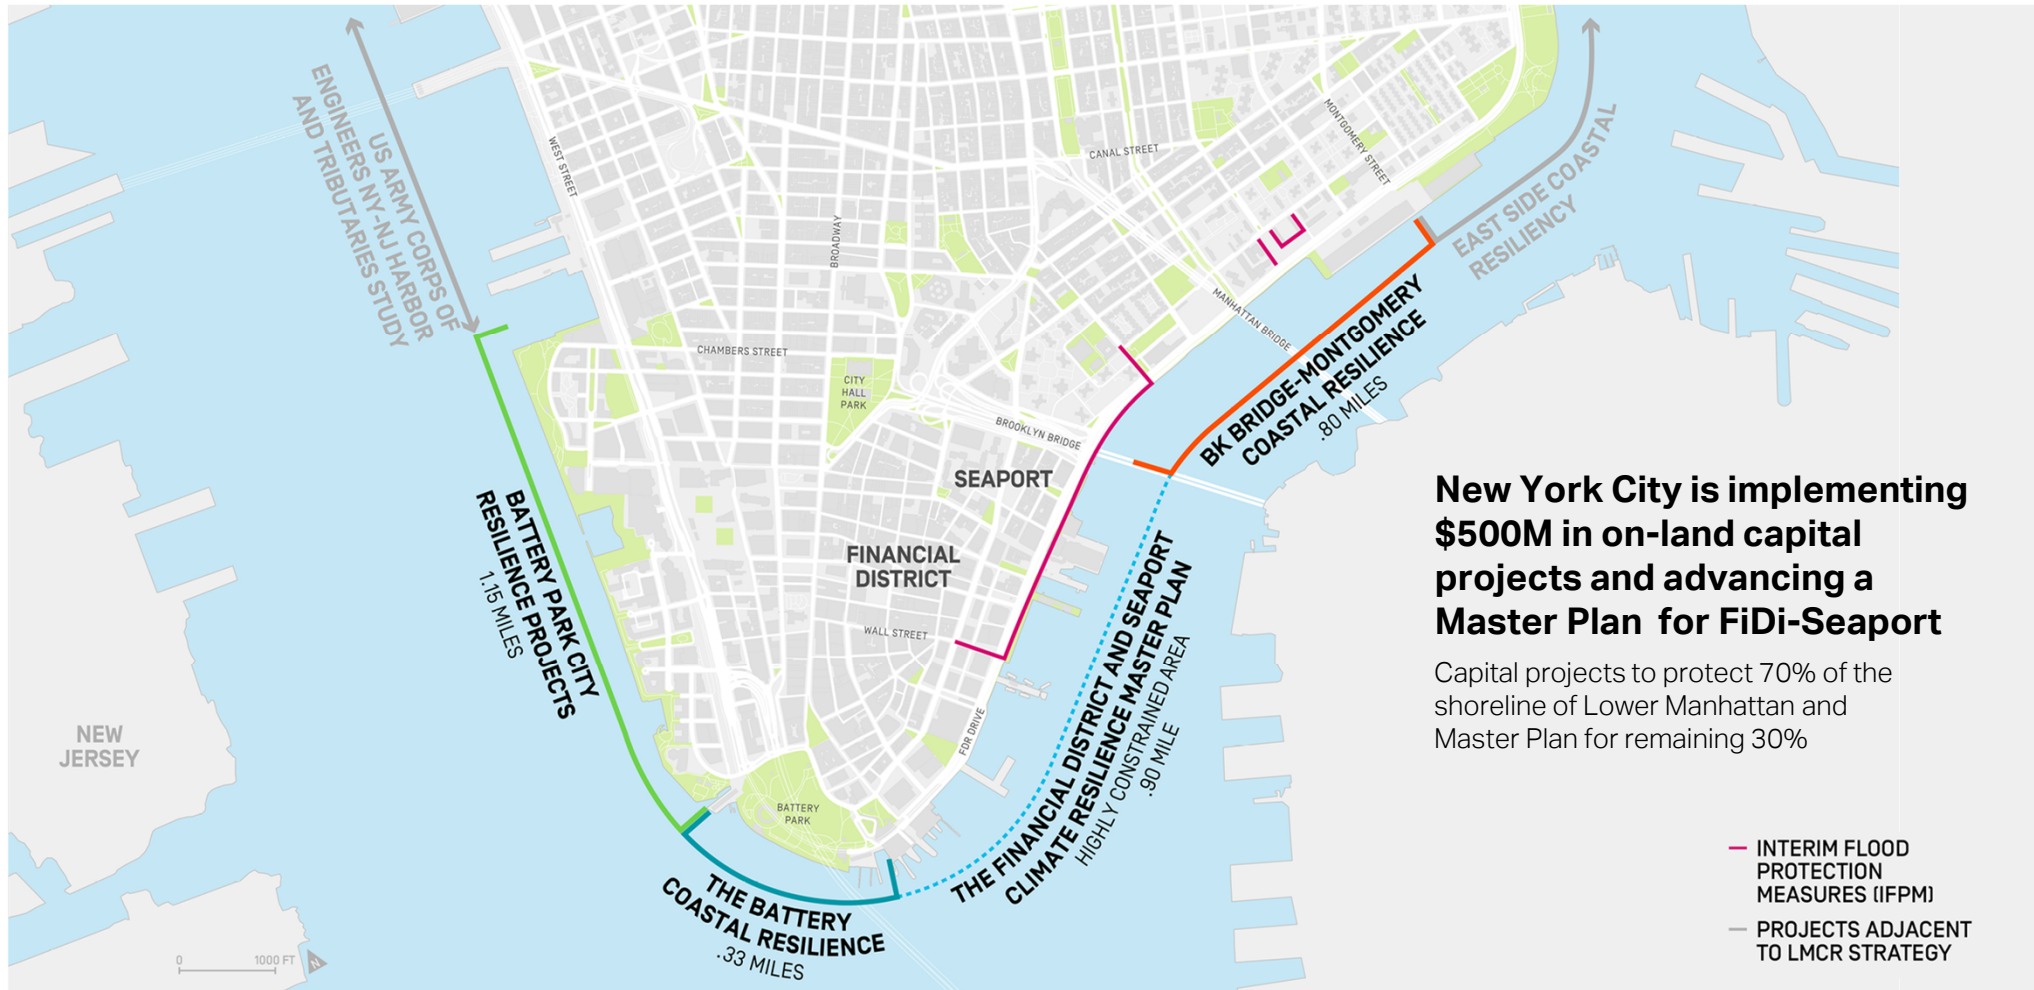 US ARMY CORPS OF
ENGINEERS NY-NJ HARBOR
AND TRIBUTARIES STUDY
WEST STREET
BROADWAY
CANAL STREET
MONTGOMERY STREET
EAST SIDE COASTAL
RESILIENCY
MANHATTAN BRIDGE
CHAMBERS STREET
CITY
HALL
PARK
BROOKLYN BRIDGE
BK BRIDGE-MONTGOMERY
COASTAL RESILIENCE
.80 MILES
SEAPORT
FINANCIAL
DISTRICT
WALL STREET
BATTERY PARK CITY
RESILIENCE PROJECTS
1.15 MILES
THE FINANCIAL DISTRICT AND SEAPORT
CLIMATE RESILIENCE MASTER PLAN
HIGHLY CONSTRAINED AREA
.90 MILE
FDR DRIVE
NEW
JERSEY
BATTERY
PARK
THE BATTERY
COASTAL RESILIENCE
.33 MILES
0 1000 FT N
New York City is implementing
$500M in on-land capital
projects and advancing a
Master Plan for FiDi-Seaport
Capital projects to protect 70% of the
shoreline of Lower Manhattan and
Master Plan for remaining 30%
INTERIM FLOOD
PROTECTION
MEASURES (IFPM)
PROJECTS ADJACENT
TO LMCR STRATEGY